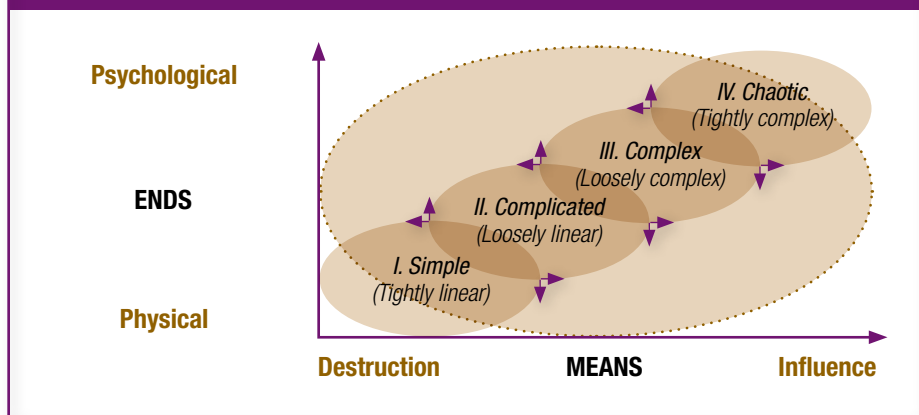 Psychological
IV. Chaotic
(Tightly complex)
III. Complex
(Loosely complex)
ENDS
II. Complicated
(Loosely linear)
I. Simple
(Tightly linear)
Physical
Destruction
MEANS
Influence